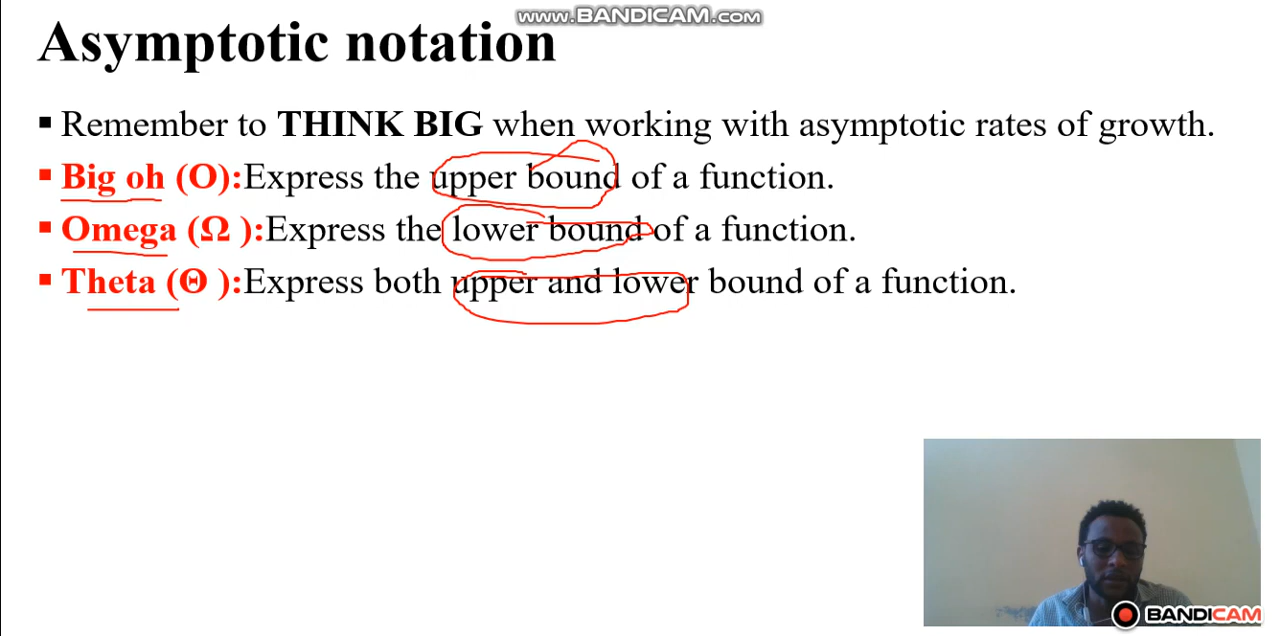 www.BANDICAM.com
Asymptotic notation
▪ Remember to THINK BIG when working with asymptotic rates of growth.
▪ Big oh (O):Express the upper bound of a function.
▪ Omega (Ω ):Express the lower bound of a function.
▪ Theta (Θ ):Express both upper and lower bound of a function.
BANDICAM